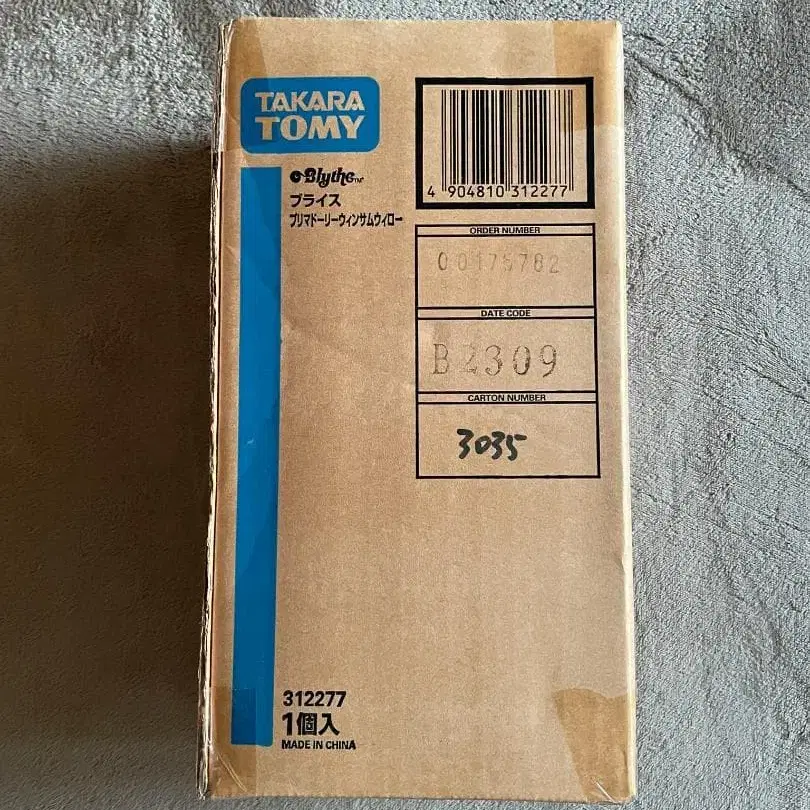 TAKARA
TOMY
Blythe™
ブライス
プリマドーリーウィンサムウィロー
4 904810 312277
ORDER NUMBER
00175782
DATE CODE
B2309
CARTON NUMBER
3035
312277
1個入
MADE IN CHINA